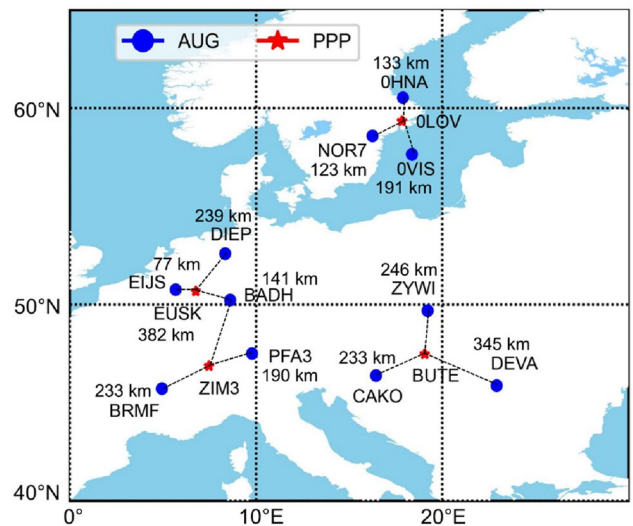 AUG PPP
133 km
0HNA
60°N
0LOV
NOR7
123 km
0VIS
191 km
239 km
DIEP
77 km
EIJS
141 km
BADH
EUSK
382 km
246 km
ZYWI
50°N
PFA3
190 km
233 km
BRMF
ZIM3
233 km
CAKO
BUTE
345 km
DEVA
40°N
0° 10°E 20°E